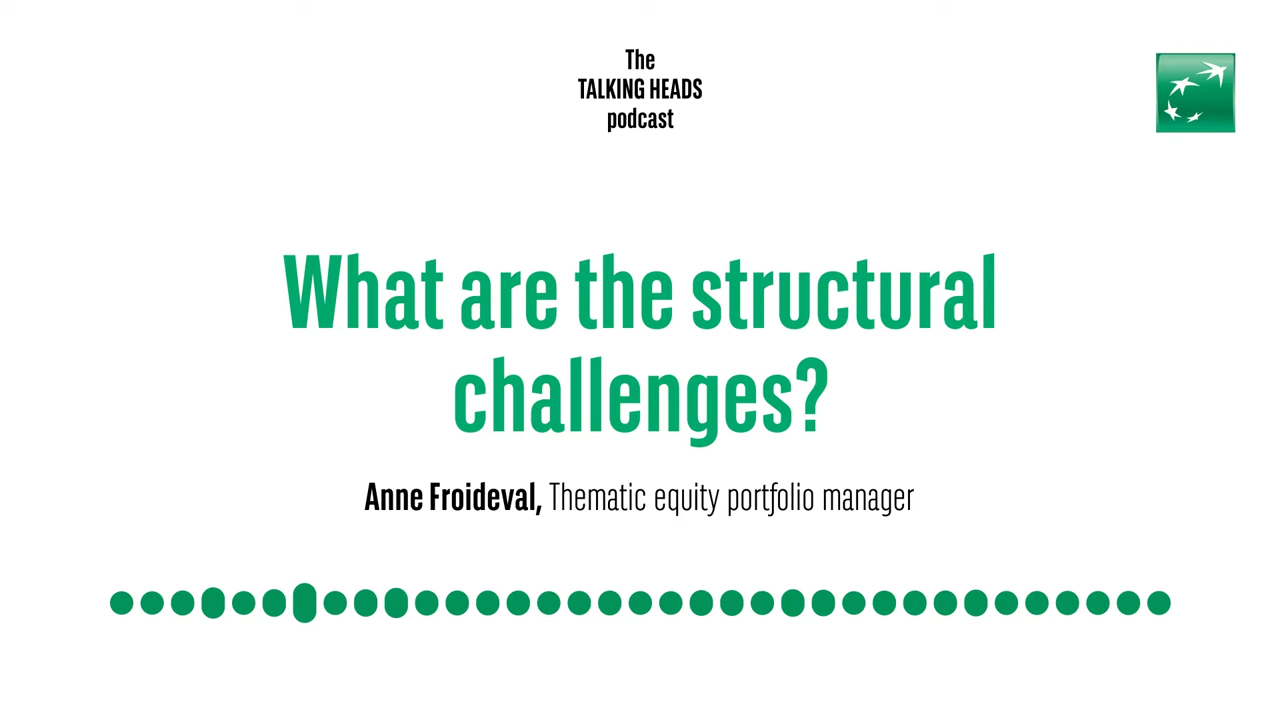 The
TALKING HEADS
podcast
What are the structural
challenges?
Anne Froideval, Thematic equity portfolio manager